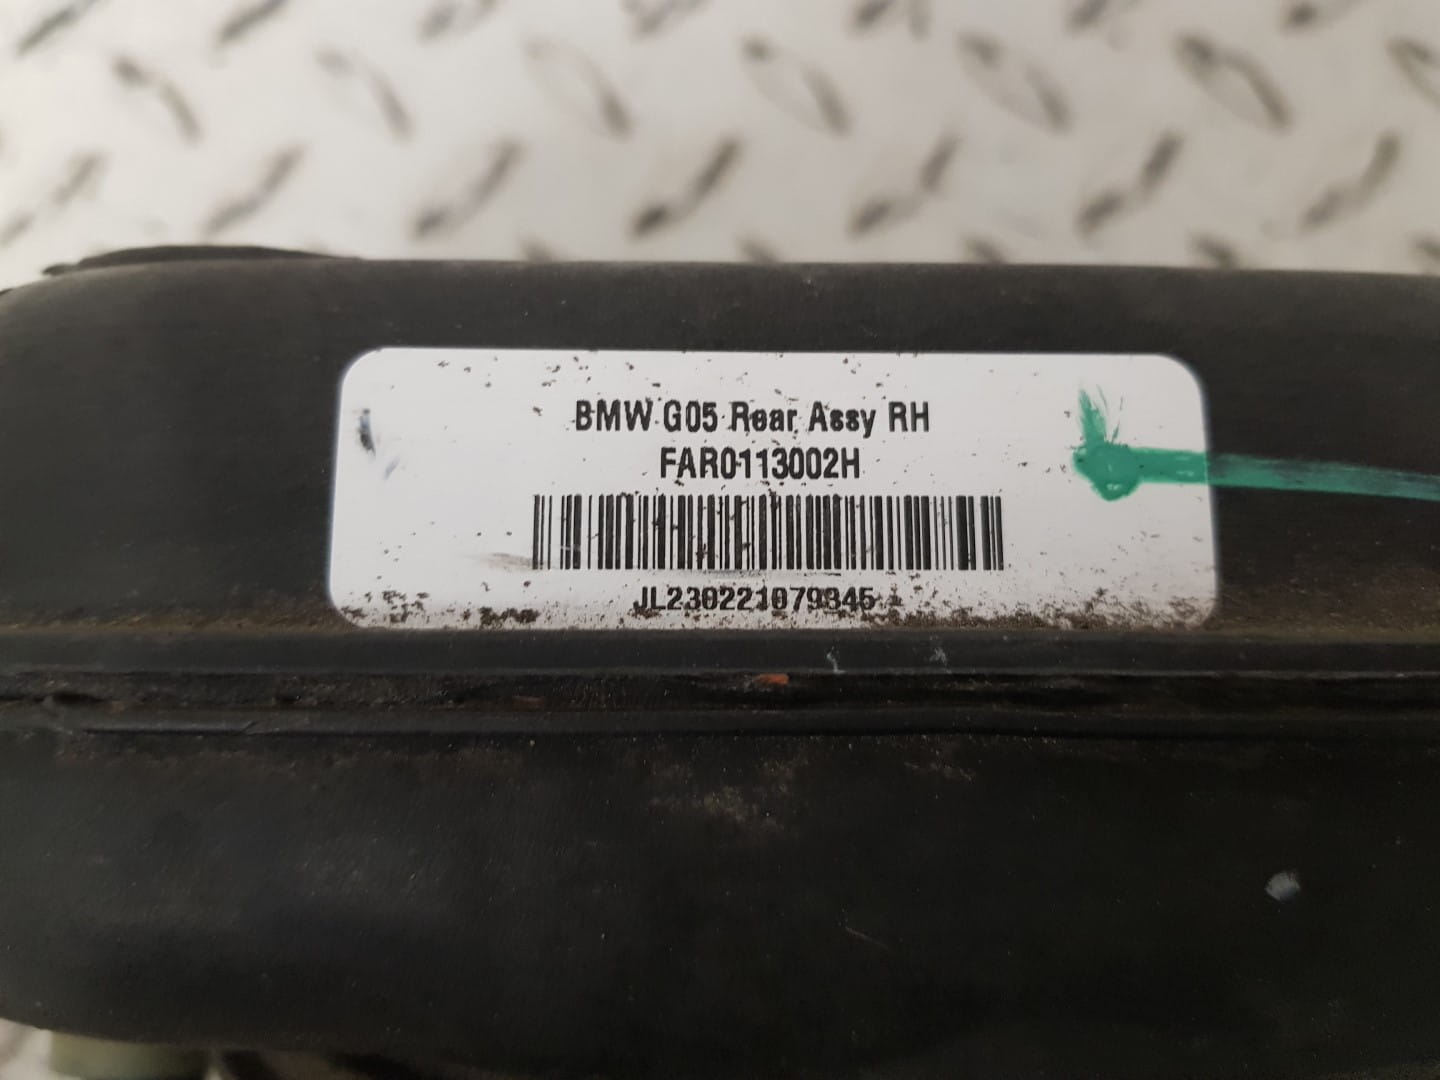 BMW G05 Rear Assy RH
FAR0113002H
JL230221079845